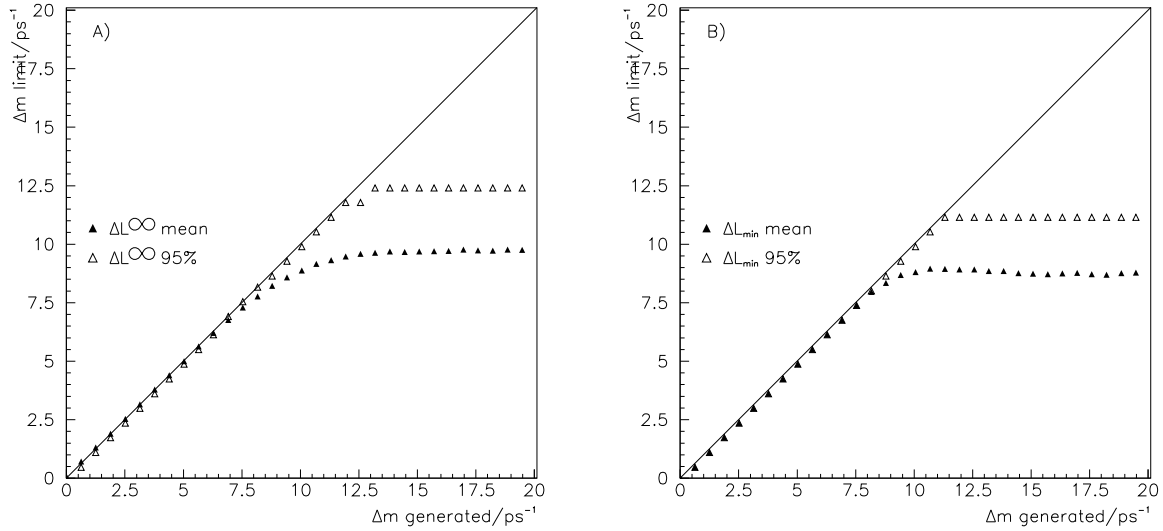 A)
Δm limit/ps⁻¹
20
17.5
15
12.5
10
7.5
5
2.5
0
▲ ΔL∞ mean
△ ΔL∞ 95%
0 2.5 5 7.5 10 12.5 15 17.5 20
Δm generated/ps⁻¹
B)
Δm limit/ps⁻¹
20
17.5
15
12.5
10
7.5
5
2.5
0
▲ ΔLmin mean
△ ΔLmin 95%
0 2.5 5 7.5 10 12.5 15 17.5 20
Δm generated/ps⁻¹